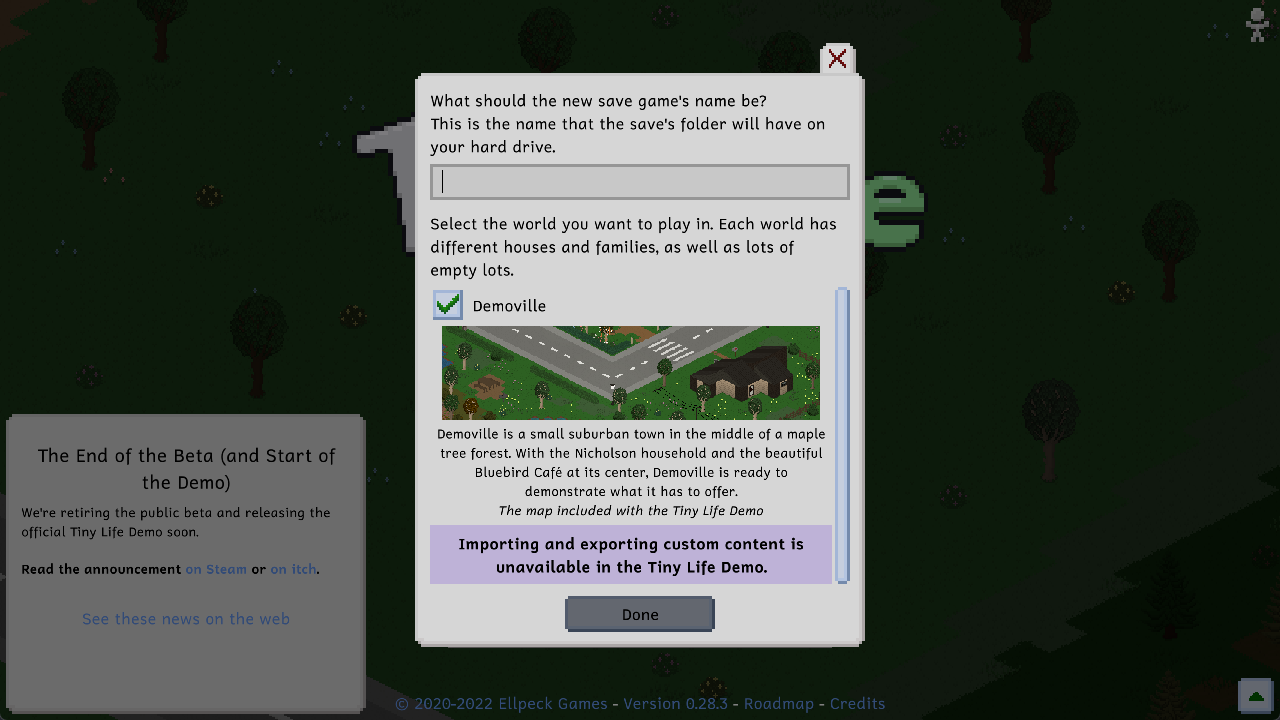 What should the new save game's name be?
This is the name that the save's folder will have on
your hard drive.
Select the world you want to play in. Each world has
different houses and families, as well as lots of
empty lots.
Demoville
Demoville is a small suburban town in the middle of a maple
tree forest. With the Nicholson household and the beautiful
Bluebird Café at its center, Demoville is ready to
demonstrate what it has to offer.
The map included with the Tiny Life Demo
Importing and exporting custom content is
unavailable in the Tiny Life Demo.
Done
The End of the Beta (and Start of
the Demo)
We're retiring the public beta and releasing the
official Tiny Life Demo soon.
Read the announcement on Steam or on itch.
See these news on the web
© 2020-2022 Ellpeck Games - Version 0.28.3 - Roadmap - Credits